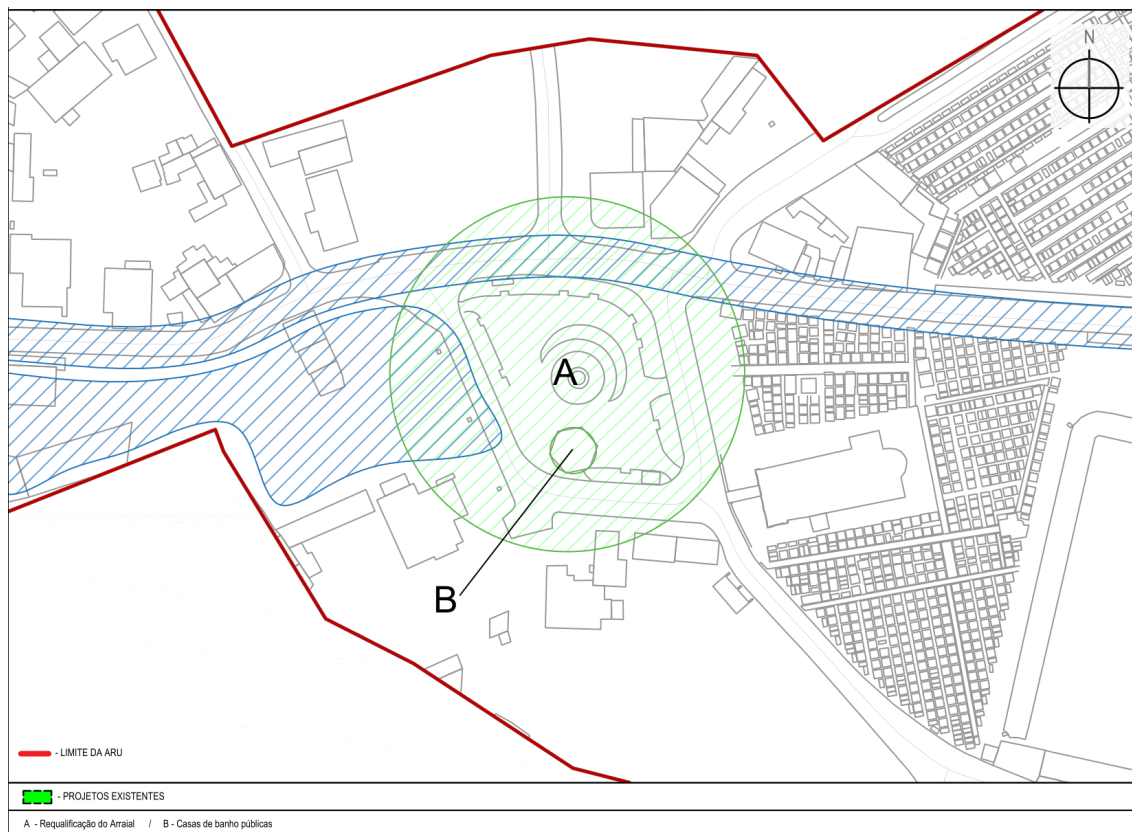 N
A
B
- LIMITE DA ARU
- PROJETOS EXISTENTES
A - Requalificação do Arraial / B - Casas de banho públicas